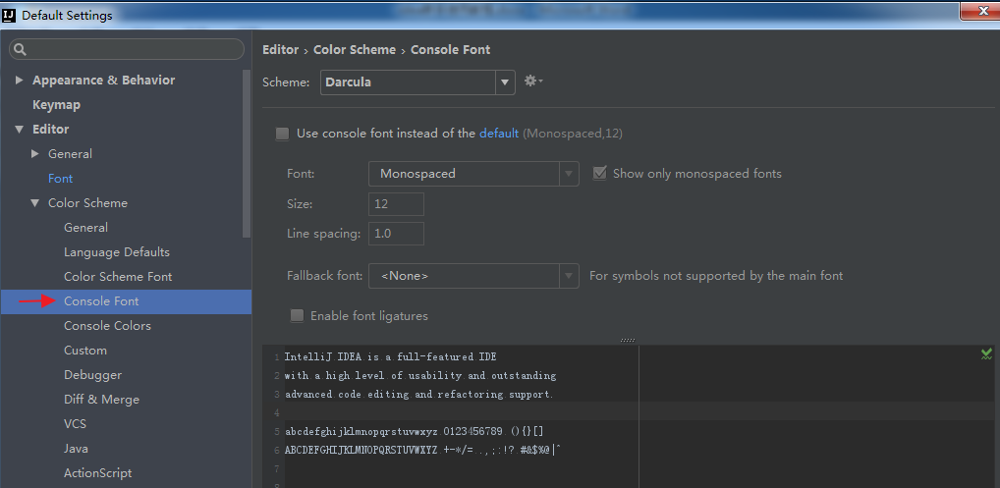 IJ Default Settings
Editor › Color Scheme › Console Font
Scheme: Darcula
Appearance & Behavior
Keymap
Editor
General
Font
Color Scheme
General
Language Defaults
Color Scheme Font
Console Font
Console Colors
Custom
Debugger
Diff & Merge
VCS
Java
ActionScript
Use console font instead of the default (Monospaced,12)
Font: Monospaced Show only monospaced fonts
Size: 12
Line spacing: 1.0
Fallback font: <None> For symbols not supported by the main font
Enable font ligatures
1 IntelliJ IDEA is a full-featured IDE
2 with a high level of usability and outstanding
3 advanced code editing and refactoring support.
4
5 abcdefghijklmnopqrstuvwxyz 0123456789 (){}[]
6 ABCDEFGHIJKLMNOPQRSTUVWXYZ +-*/= .,;:!? #&$%@|^
7
8